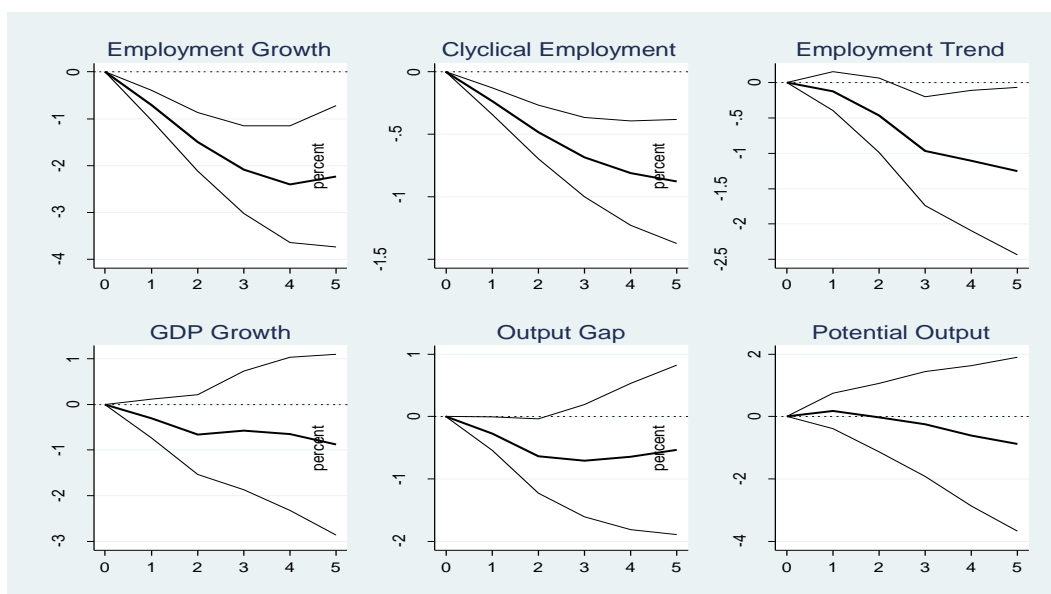 Employment Growth
0
-1
-2
-3
-4
percent
0 1 2 3 4 5
Clyclical Employment
0
-.5
-1
-1.5
percent
0 1 2 3 4 5
Employment Trend
0
-.5
-1
-1.5
-2
-2.5
0 1 2 3 4 5
GDP Growth
1
0
-1
-2
-3
percent
0 1 2 3 4 5
Output Gap
1
0
-1
-2
percent
0 1 2 3 4 5
Potential Output
2
0
-2
-4
0 1 2 3 4 5